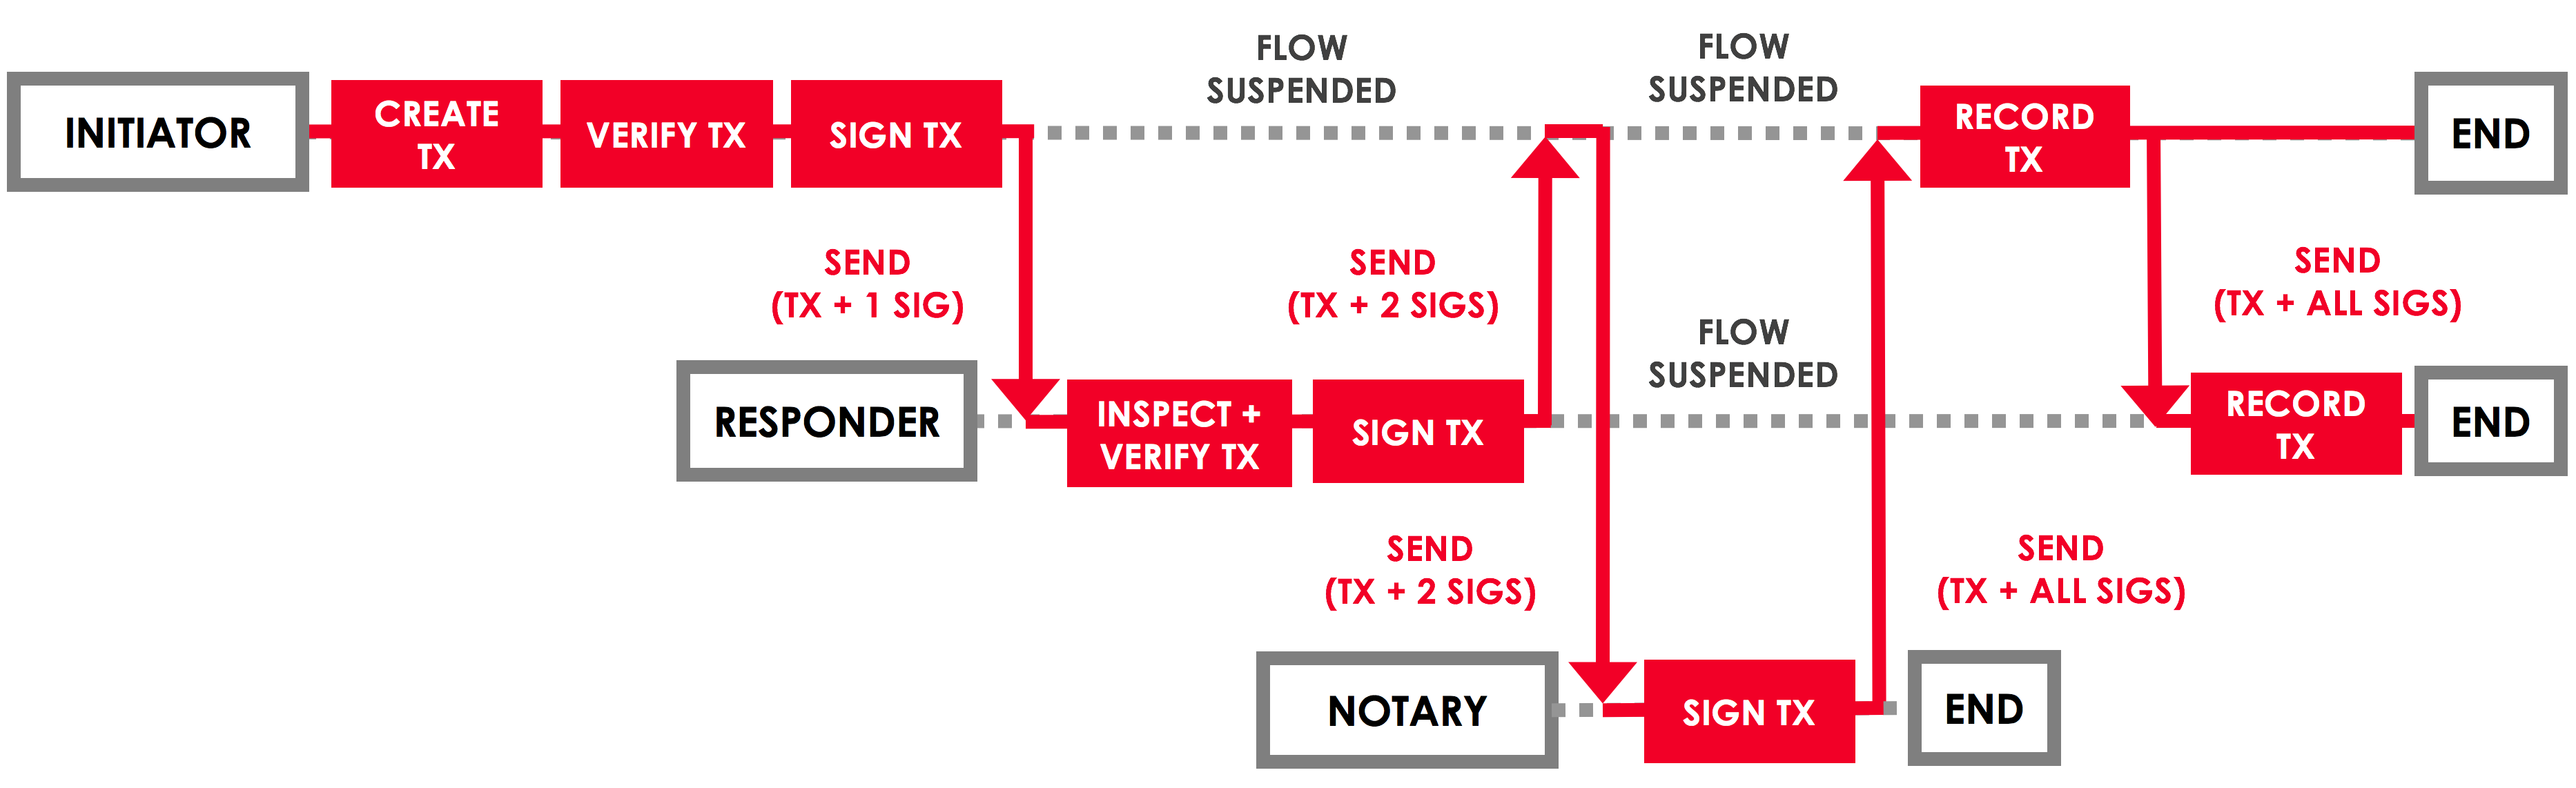 FLOW
SUSPENDED
FLOW
SUSPENDED
INITIATOR
CREATE
TX
VERIFY TX
SIGN TX
RECORD
TX
END
SEND
(TX + 1 SIG)
SEND
(TX + 2 SIGS)
SEND
(TX + ALL SIGS)
FLOW
SUSPENDED
RESPONDER
INSPECT +
VERIFY TX
SIGN TX
RECORD
TX
END
SEND
(TX + 2 SIGS)
SEND
(TX + ALL SIGS)
NOTARY
SIGN TX
END